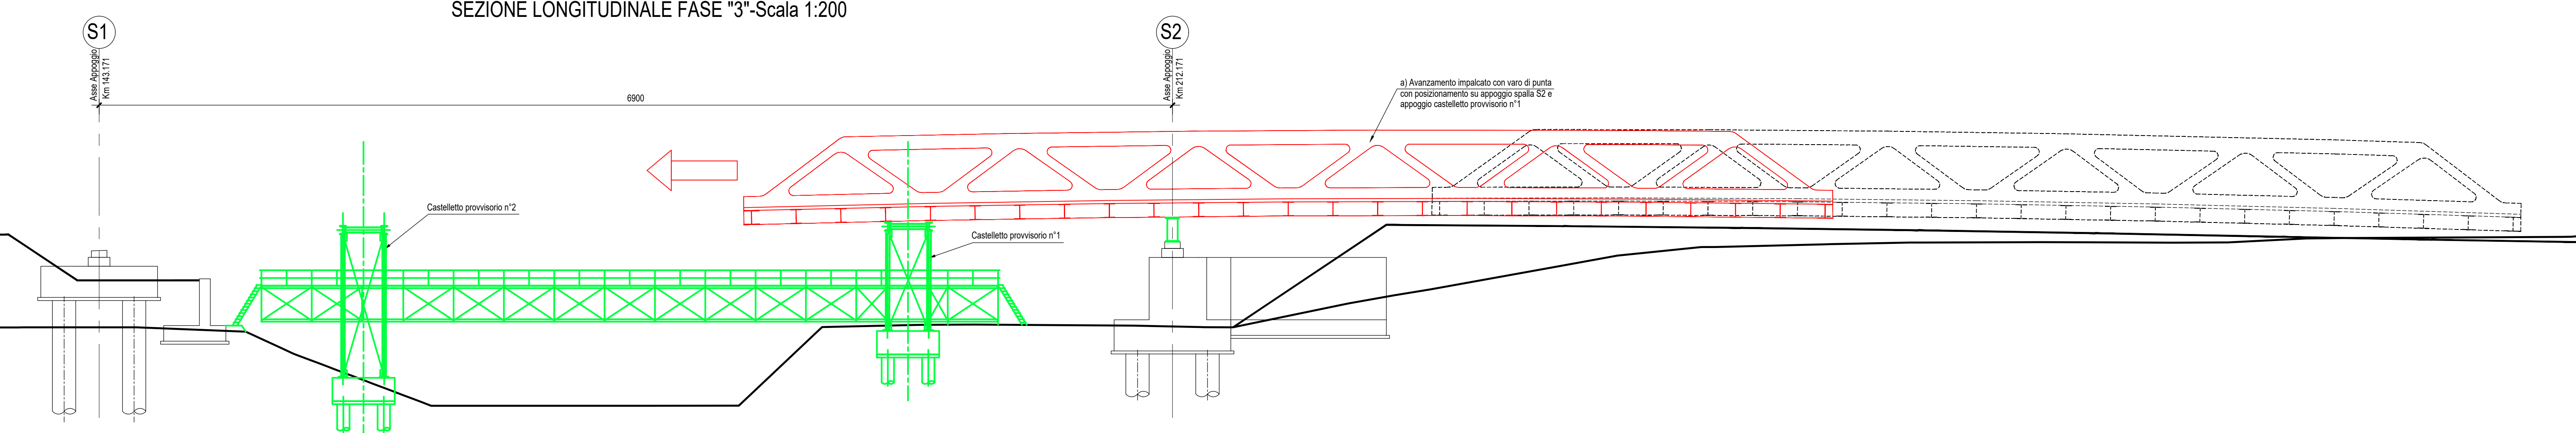 SEZIONE LONGITUDINALE FASE "3"-Scala 1:200
S1
Asse Appoggio
Km 143.171
S2
Asse Appoggio
Km 212.171
6900
a) Avanzamento impalcato con varo di punta
con posizionamento su appoggio spalla S2 e
appoggio castelletto provvisorio n°1
Castelletto provvisorio n°2
Castelletto provvisorio n°1